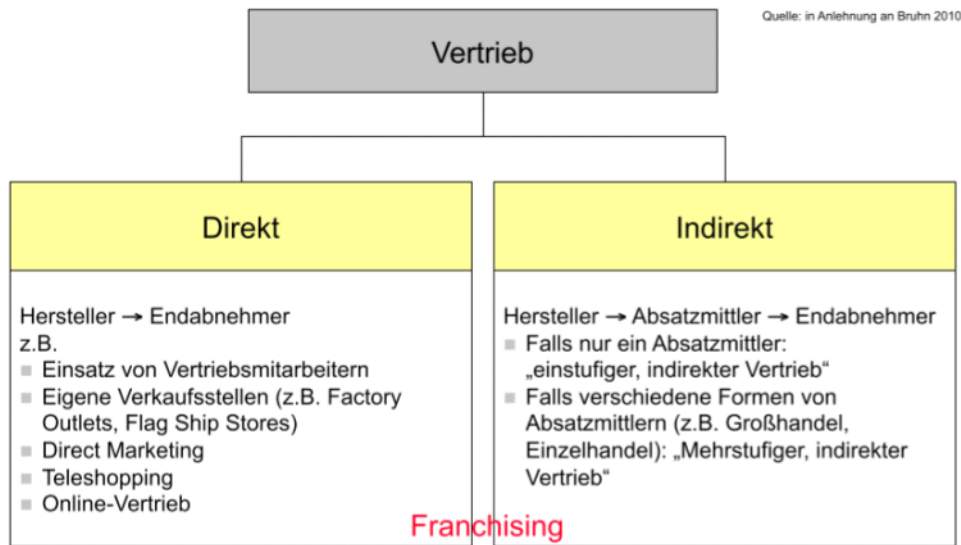 Quelle: in Anlehnung an Bruhn 2010
Vertrieb
Direkt
Hersteller → Endabnehmer
z.B.
Einsatz von Vertriebsmitarbeitern
Eigene Verkaufsstellen (z.B. Factory
Outlets, Flag Ship Stores)
Direct Marketing
Teleshopping
Online-Vertrieb
Indirekt
Hersteller → Absatzmittler → Endabnehmer
Falls nur ein Absatzmittler:
„einstufiger, indirekter Vertrieb“
Falls verschiedene Formen von
Absatzmittlern (z.B. Großhandel,
Einzelhandel): „Mehrstufiger, indirekter
Vertrieb“
Franchising